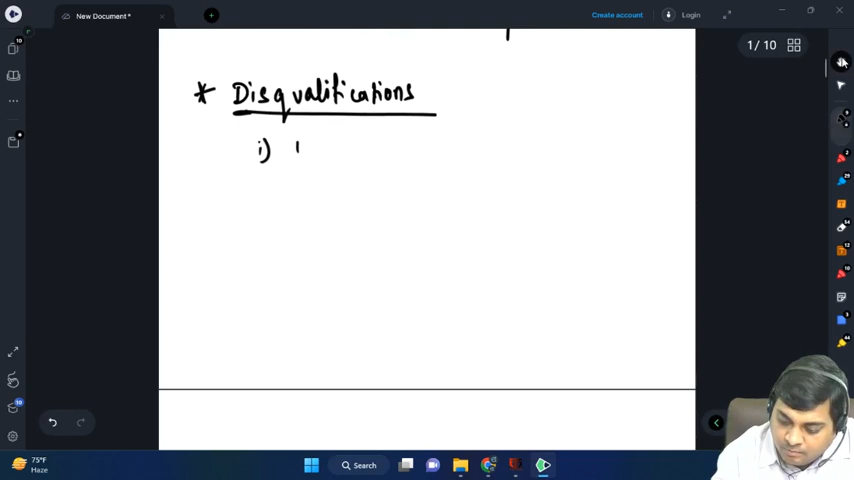 New Document*
Create account
Login
1 / 10
* Disqualifications
i) I
75°F
Haze
Search